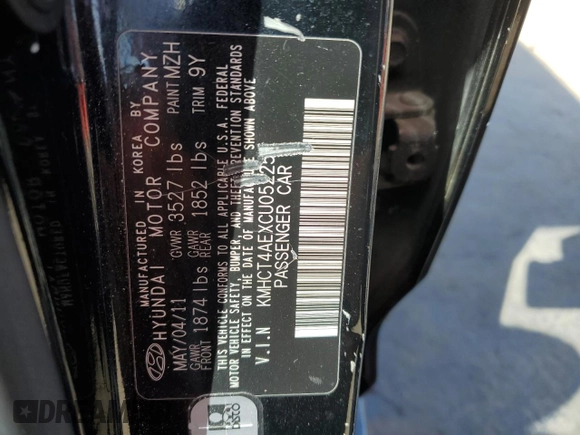 MANUFACTURED IN KOREA BY
HYUNDAI MOTOR COMPANY
MAY/04/11 GVWR 3527 lbs PAINT MZH
GAWR FRONT 1874 lbs GAWR REAR 1852 lbs TRIM 9Y
THIS VEHICLE CONFORMS TO ALL APPLICABLE U.S.A. FEDERAL
MOTOR VEHICLE SAFETY, BUMPER, AND THEFT PREVENTION STANDARDS
IN EFFECT ON THE DATE OF MANUFACTURE SHOWN ABOVE
V.I.N KMHCT4AEXCU05225
PASSENGER CAR